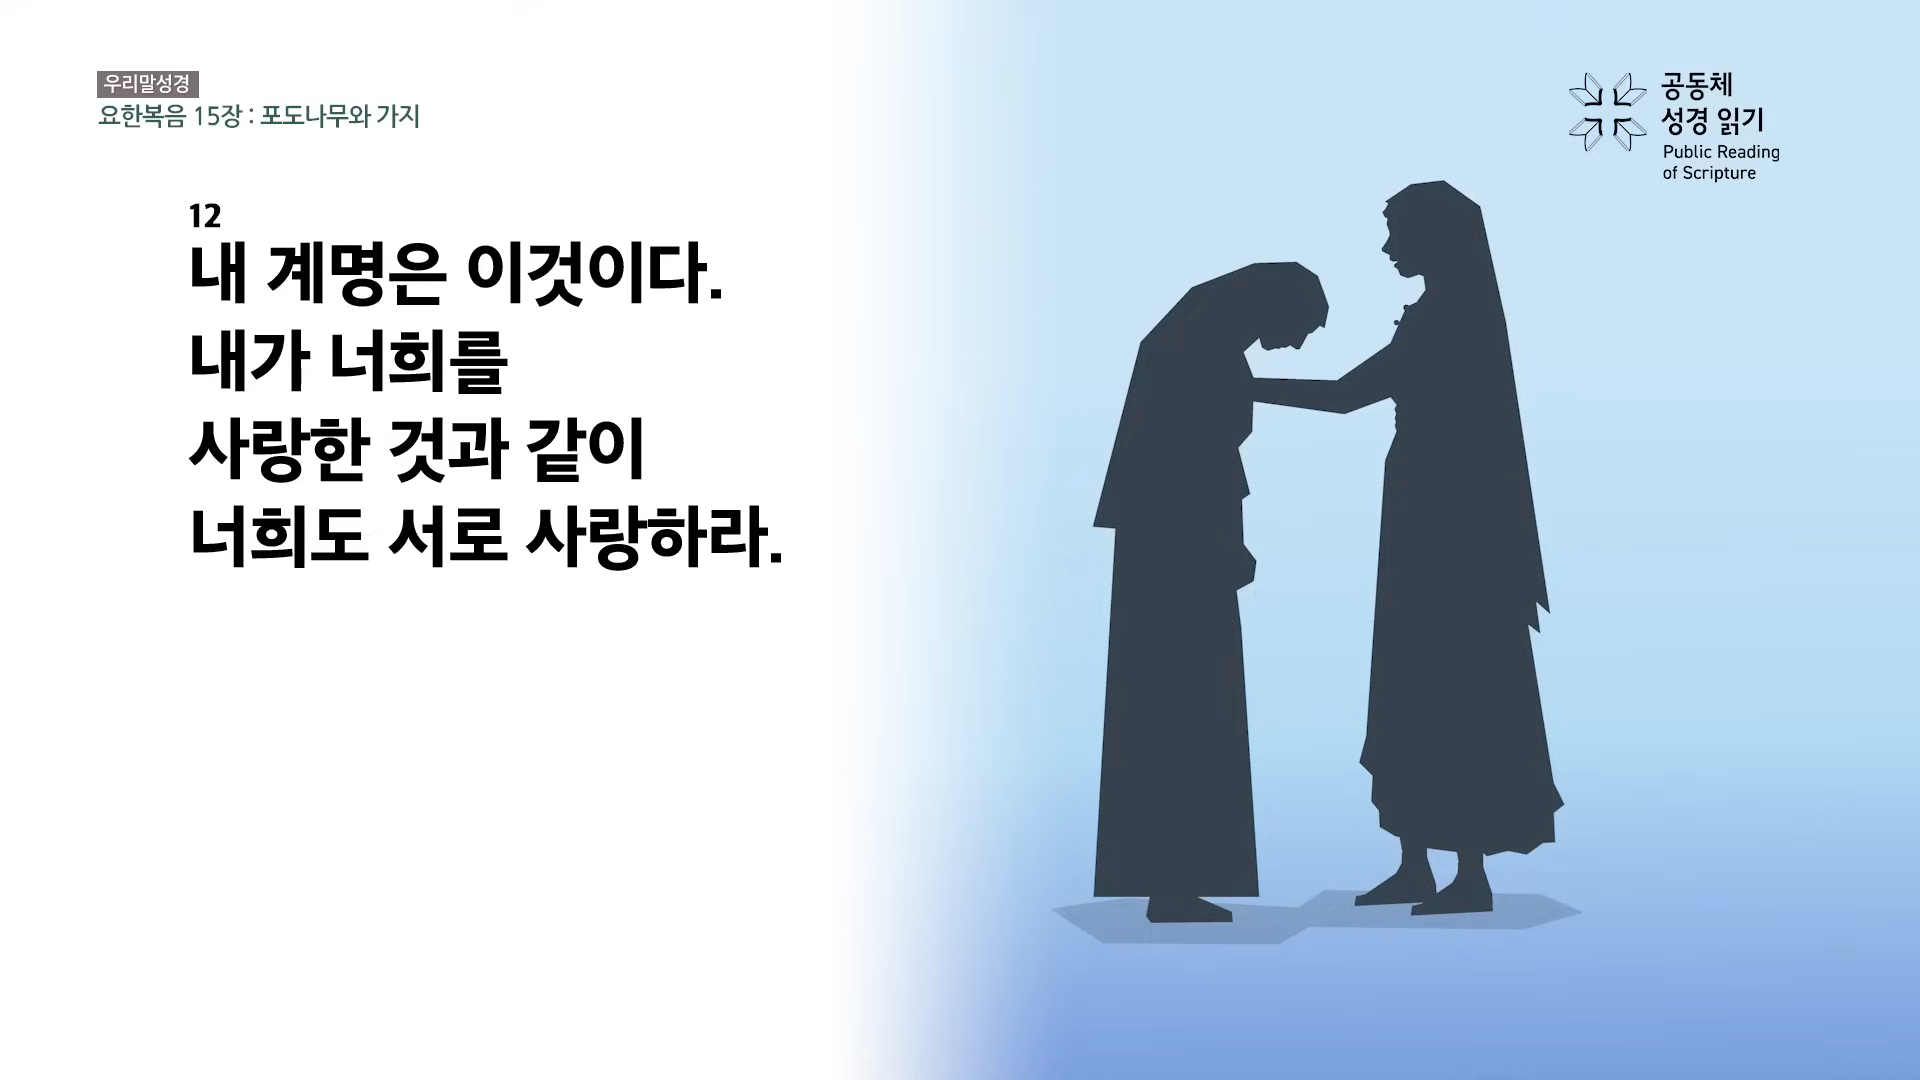 우리말성경
요한복음 15장 : 포도나무와 가지
12
내 계명은 이것이다.
내가 너희를
사랑한 것과 같이
너희도 서로 사랑하라.
공동체
성경 읽기
Public Reading
of Scripture